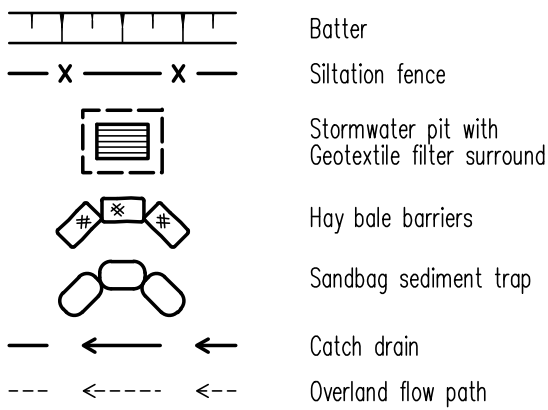 Batter
Siltation fence
Stormwater pit with
Geotextile filter surround
Hay bale barriers
Sandbag sediment trap
Catch drain
Overland flow path